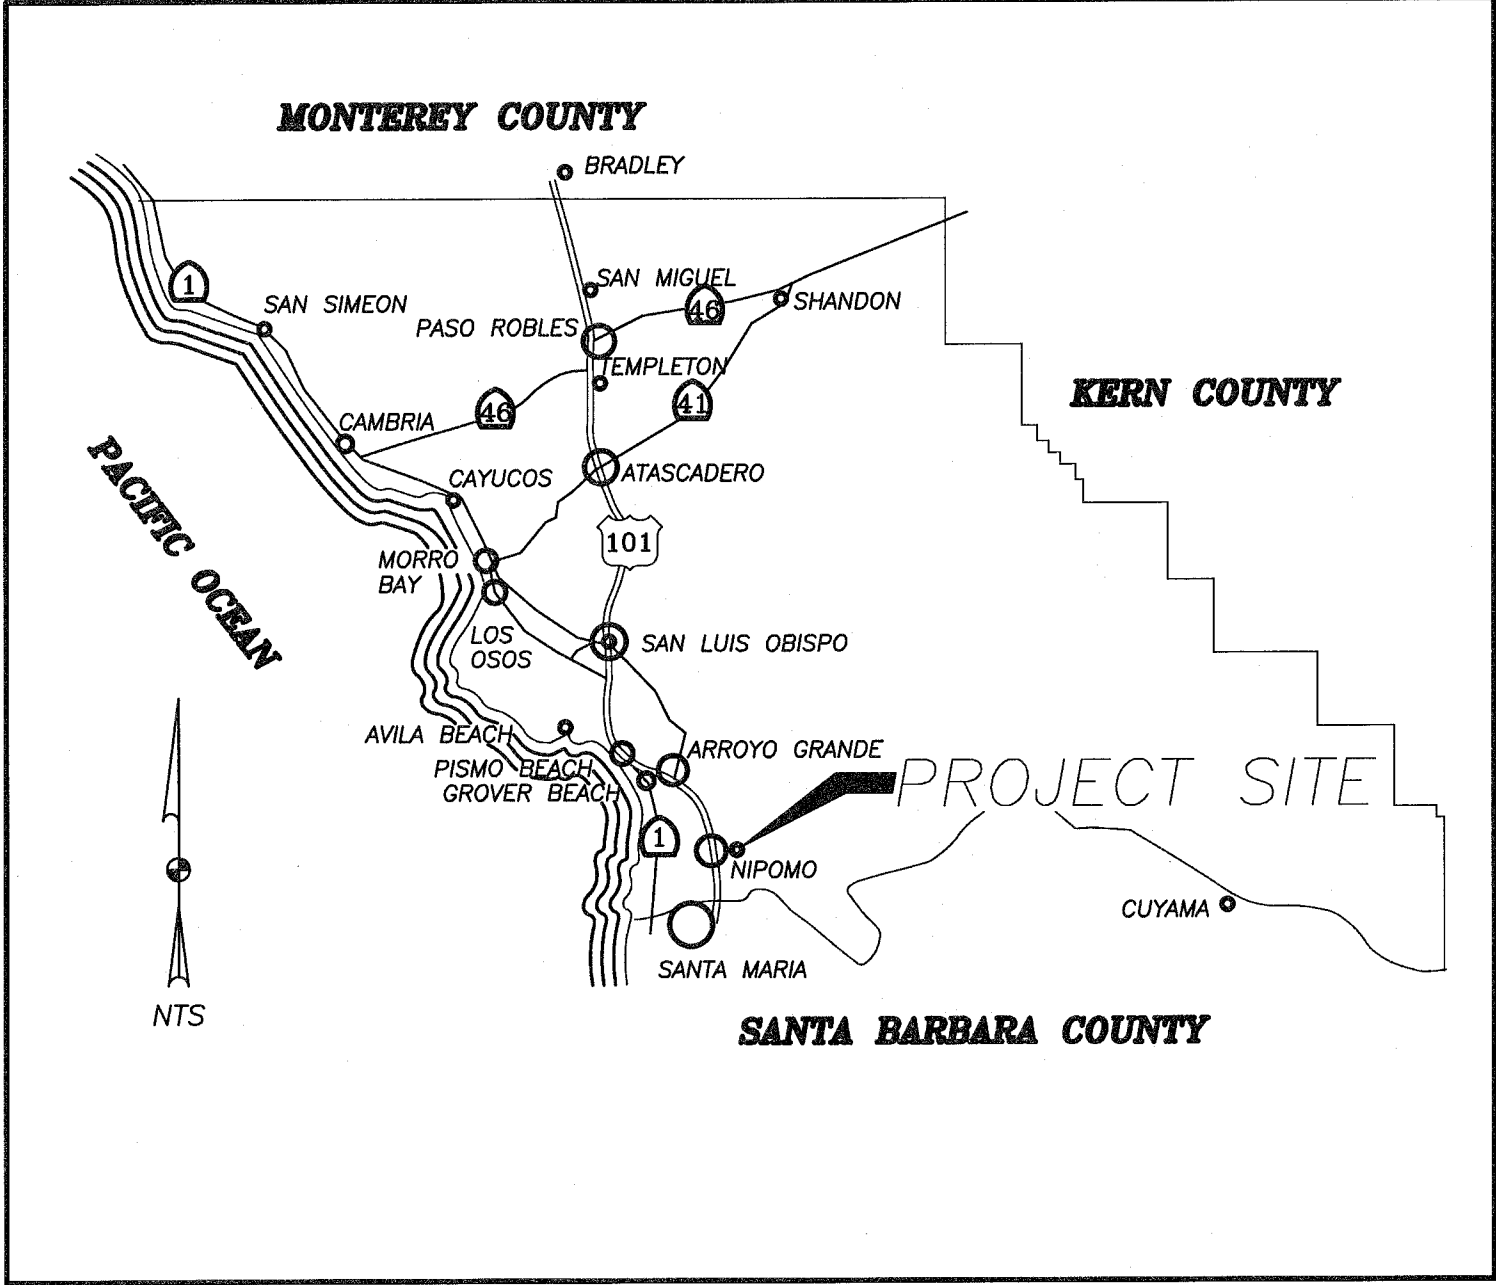 MONTEREY COUNTY
BRADLEY
1
SAN SIMEON
SAN MIGUEL
46
SHANDON
PASO ROBLES
TEMPLETON
KERN COUNTY
46
41
CAMBRIA
PACIFIC OCEAN
CAYUCOS
ATASCADERO
101
MORRO
BAY
LOS
OSOS
SAN LUIS OBISPO
AVILA BEACH
ARROYO GRANDE
PISMO BEACH
GROVER BEACH
PROJECT SITE
1
NIPOMO
CUYAMA
SANTA MARIA
NTS
SANTA BARBARA COUNTY